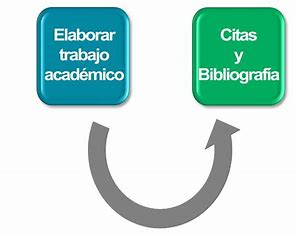 Elaborar
trabajo
académico
Citas
y
Bibliografía